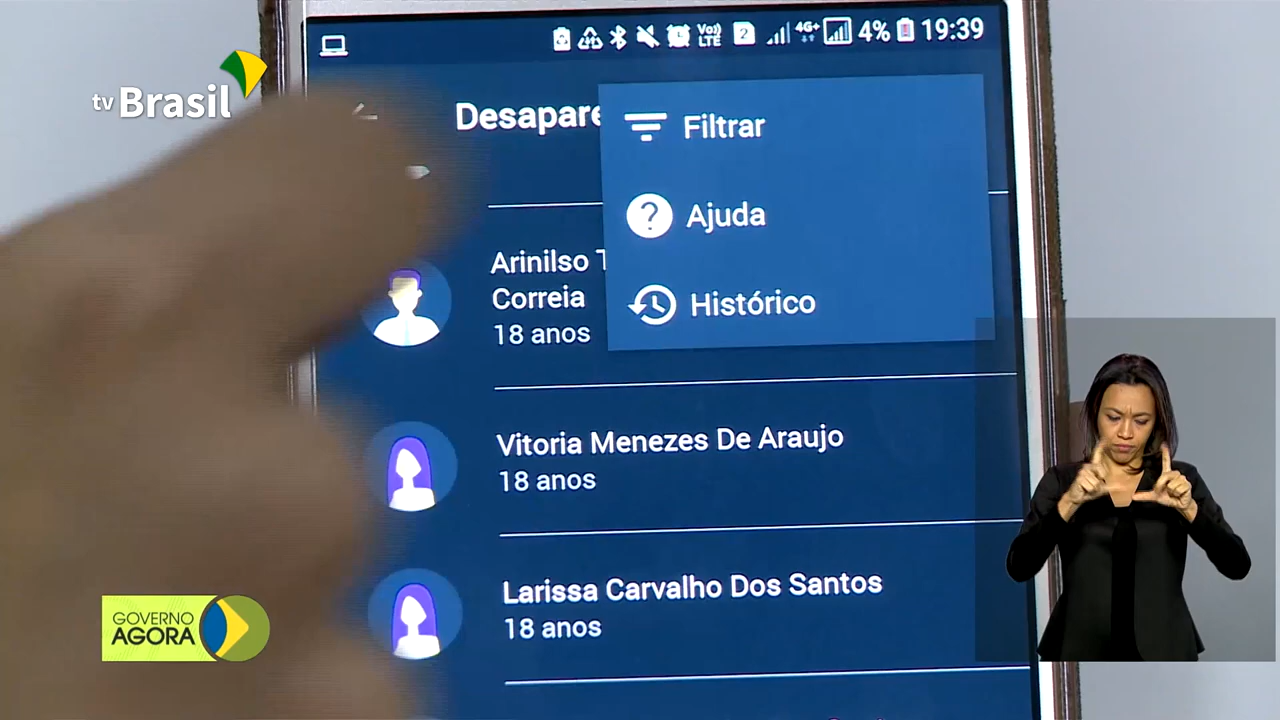 4G+ 4% 19:39
tv Brasil
Desapare
Filtrar
Ajuda
Arinilso T
Correia
18 anos
Histórico
Vitoria Menezes De Araujo
18 anos
Larissa Carvalho Dos Santos
18 anos
GOVERNO
AGORA